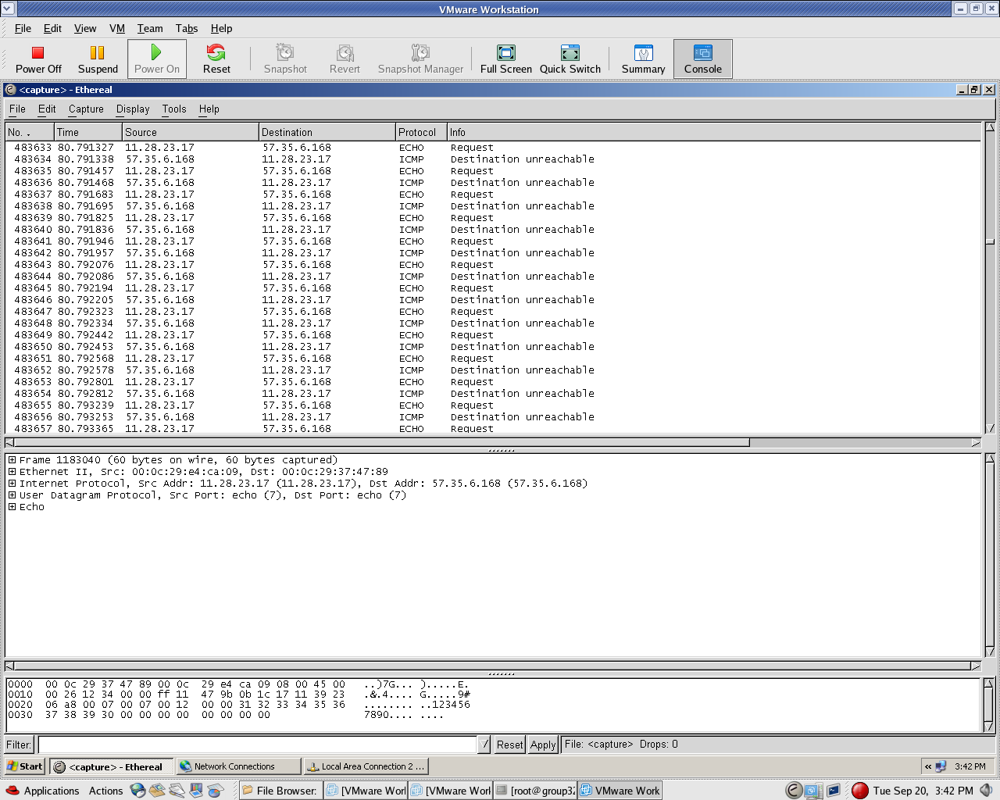 VMware Workstation
File Edit View VM Team Tabs Help
Power Off Suspend Power On Reset Snapshot Revert Snapshot Manager Full Screen Quick Switch Summary Console
<capture> - Ethereal
File Edit Capture Display Tools Help
No. Time Source Destination Protocol Info
483633 80.791327 11.28.23.17 57.35.6.168 ECHO Request
483634 80.791338 57.35.6.168 11.28.23.17 ICMP Destination unreachable
483635 80.791457 11.28.23.17 57.35.6.168 ECHO Request
483636 80.791468 57.35.6.168 11.28.23.17 ICMP Destination unreachable
483637 80.791683 11.28.23.17 57.35.6.168 ECHO Request
483638 80.791695 57.35.6.168 11.28.23.17 ICMP Destination unreachable
483639 80.791825 11.28.23.17 57.35.6.168 ECHO Request
483640 80.791836 57.35.6.168 11.28.23.17 ICMP Destination unreachable
483641 80.791946 11.28.23.17 57.35.6.168 ECHO Request
483642 80.791957 57.35.6.168 11.28.23.17 ICMP Destination unreachable
483643 80.792076 11.28.23.17 57.35.6.168 ECHO Request
483644 80.792086 57.35.6.168 11.28.23.17 ICMP Destination unreachable
483645 80.792194 11.28.23.17 57.35.6.168 ECHO Request
483646 80.792205 57.35.6.168 11.28.23.17 ICMP Destination unreachable
483647 80.792323 11.28.23.17 57.35.6.168 ECHO Request
483648 80.792334 57.35.6.168 11.28.23.17 ICMP Destination unreachable
483649 80.792442 11.28.23.17 57.35.6.168 ECHO Request
483650 80.792453 57.35.6.168 11.28.23.17 ICMP Destination unreachable
483651 80.792568 11.28.23.17 57.35.6.168 ECHO Request
483652 80.792578 57.35.6.168 11.28.23.17 ICMP Destination unreachable
483653 80.792801 11.28.23.17 57.35.6.168 ECHO Request
483654 80.792812 57.35.6.168 11.28.23.17 ICMP Destination unreachable
483655 80.793239 11.28.23.17 57.35.6.168 ECHO Request
483656 80.793253 57.35.6.168 11.28.23.17 ICMP Destination unreachable
483657 80.793365 11.28.23.17 57.35.6.168 ECHO Request
Frame 1183040 (60 bytes on wire, 60 bytes captured)
Ethernet II, Src: 00:0c:29:e4:ca:09, Dst: 00:0c:29:37:47:89
Internet Protocol, Src Addr: 11.28.23.17 (11.28.23.17), Dst Addr: 57.35.6.168 (57.35.6.168)
User Datagram Protocol, Src Port: echo (7), Dst Port: echo (7)
Echo
0000 00 0c 29 37 47 89 00 0c 29 e4 ca 09 08 00 45 00 ..)7G... ).....E.
0010 00 26 12 34 00 00 ff 11 47 9b 0b 1c 17 11 39 23 .&.4.... G.....9#
0020 06 a8 00 07 00 07 00 12 00 00 31 32 33 34 35 36 ........ ..123456
0030 37 38 39 30 00 00 00 00 00 00 00 00 7890.... ....
Filter: Reset Apply File: <capture> Drops: 0
Start <capture> - Ethereal Network Connections Local Area Connection 2 ... « 3:42 PM
Applications Actions File Browser: [VMware Worl [VMware Worl [root@group32 VMware Work Tue Sep 20, 3:42 PM